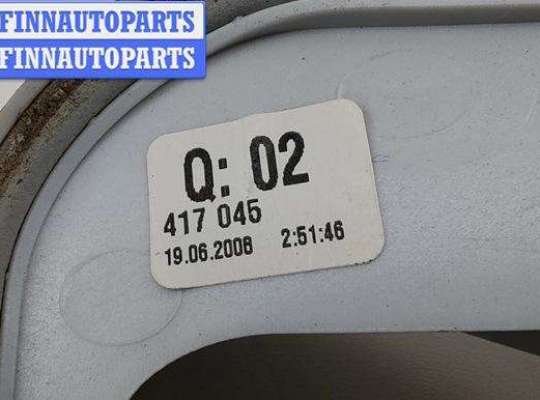 FINNAUTOPARTS
FINNAUTOPARTS
Q: 02
417 045
19.06.2008 2:51:46